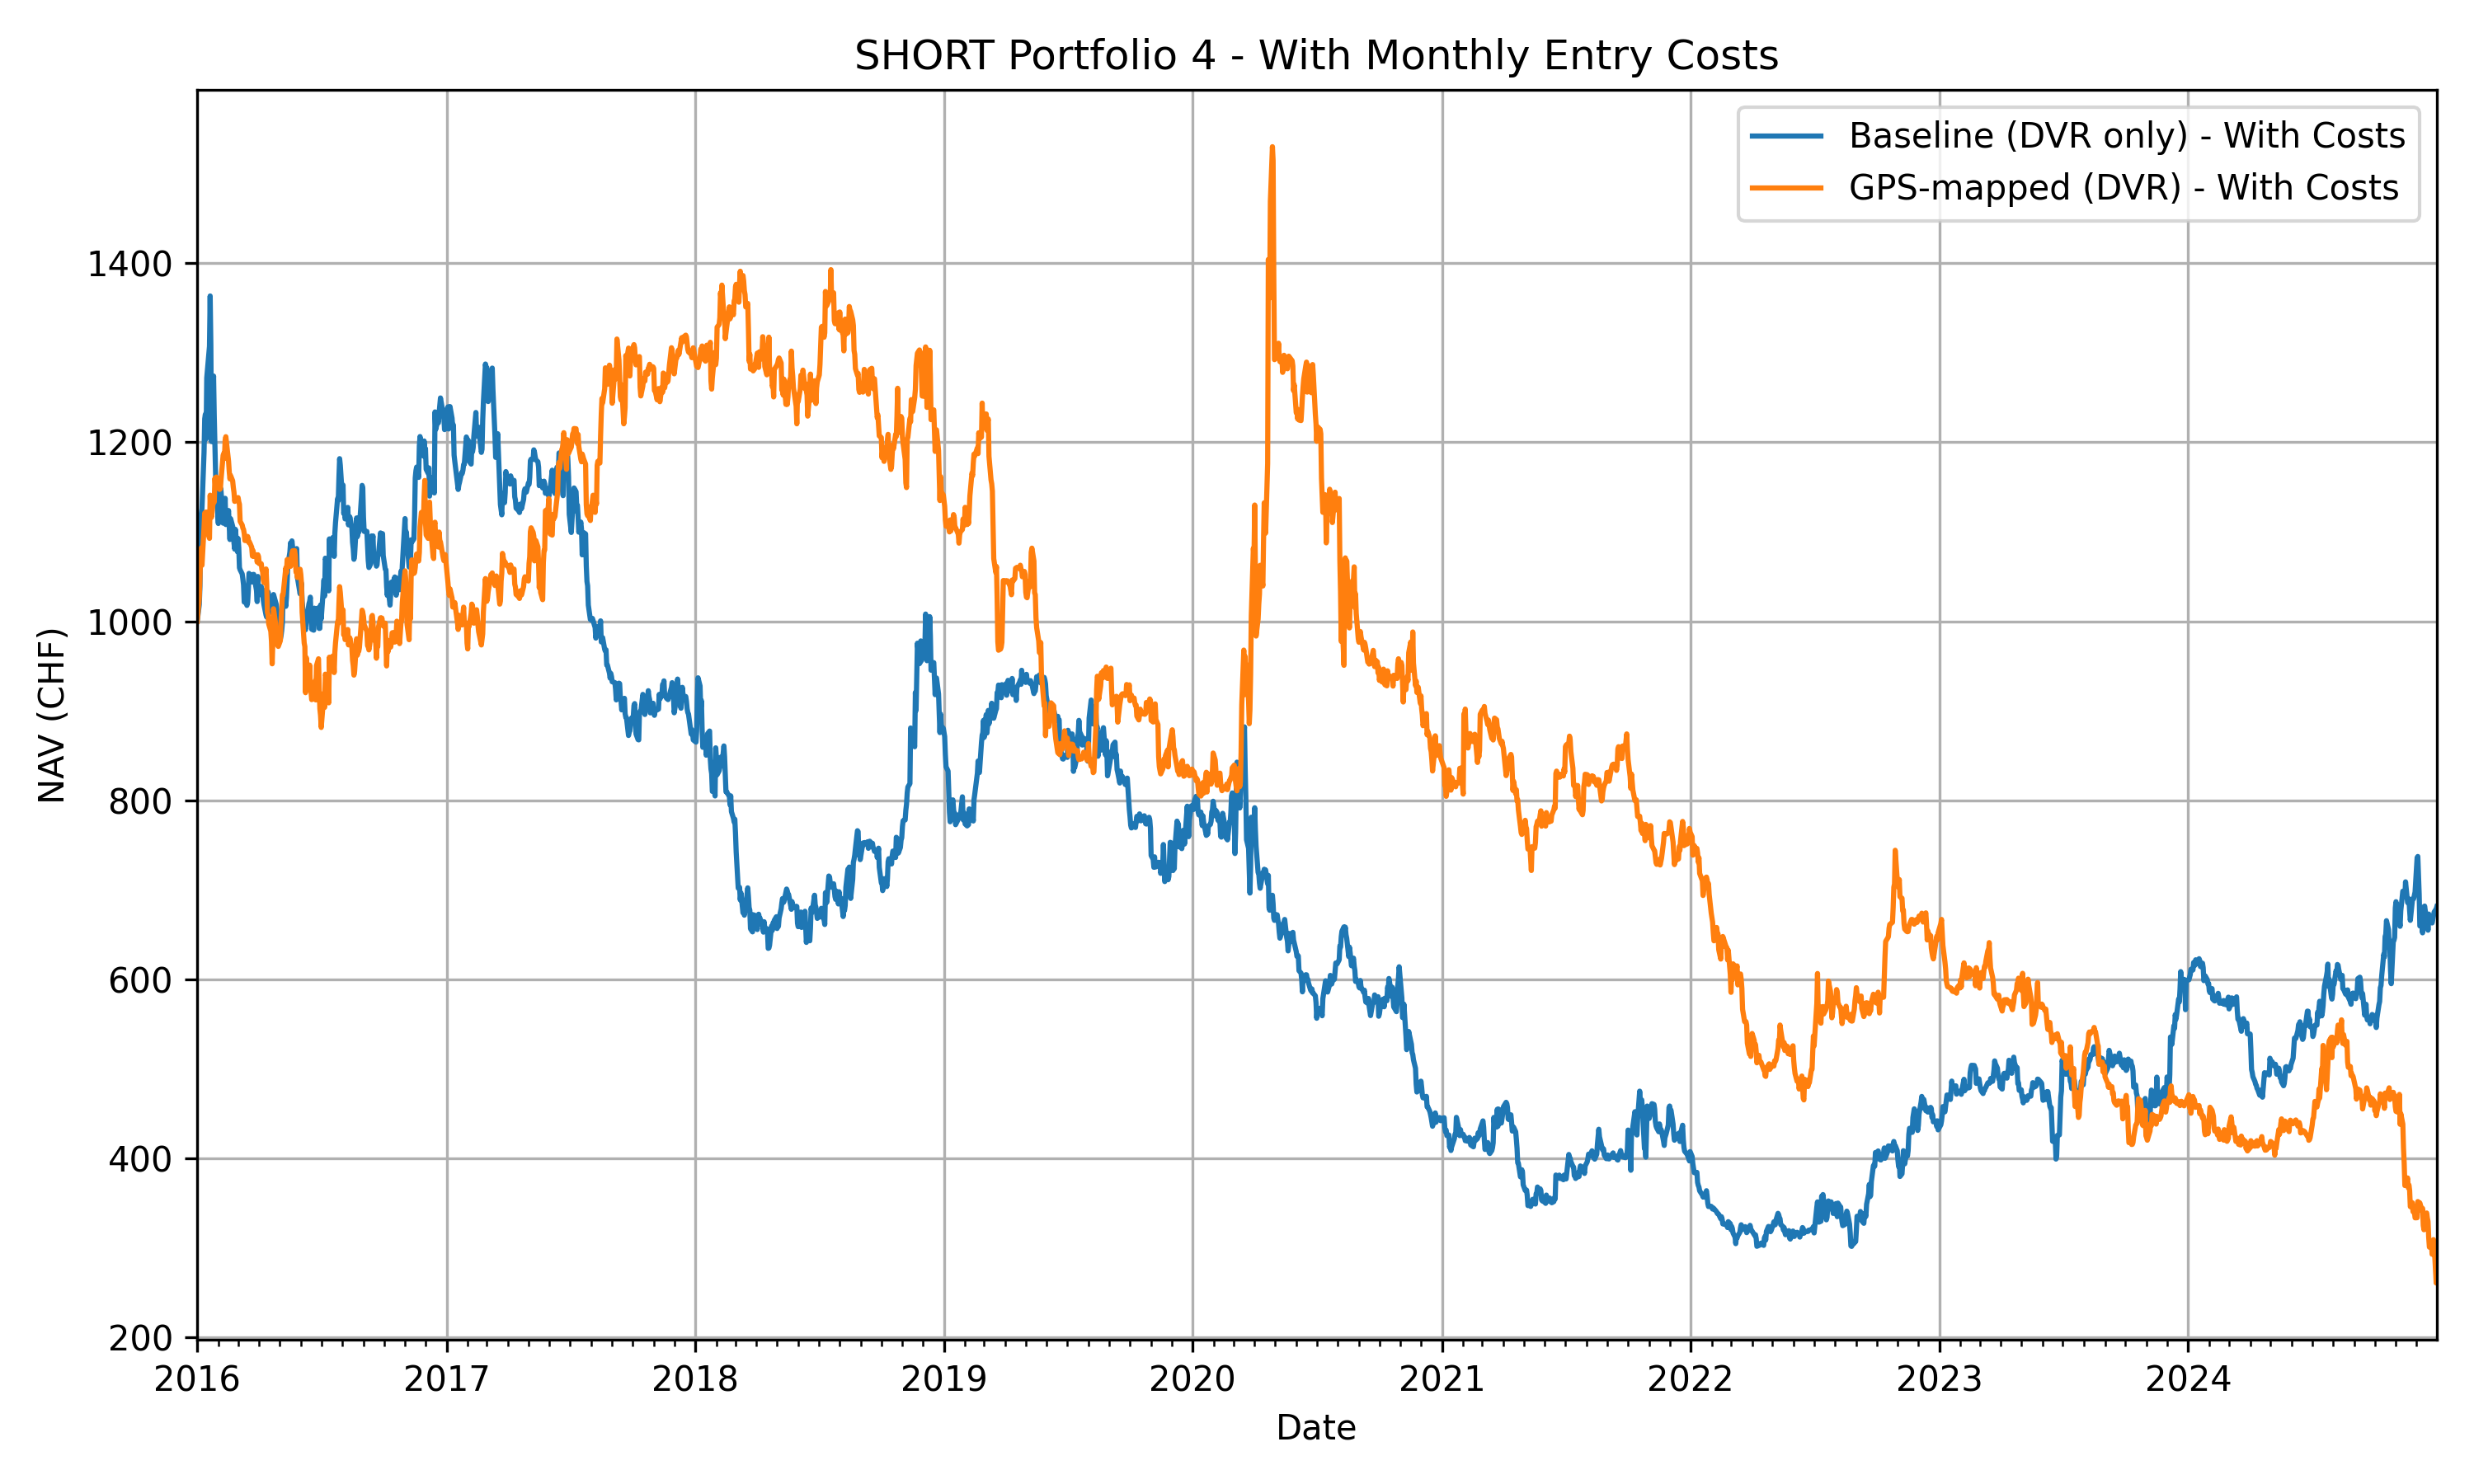 SHORT Portfolio 4 - With Monthly Entry Costs
Baseline (DVR only) - With Costs
GPS-mapped (DVR) - With Costs
NAV (CHF)
1400
1200
1000
800
600
400
200
2016 2017 2018 2019 2020 2021 2022 2023 2024
Date